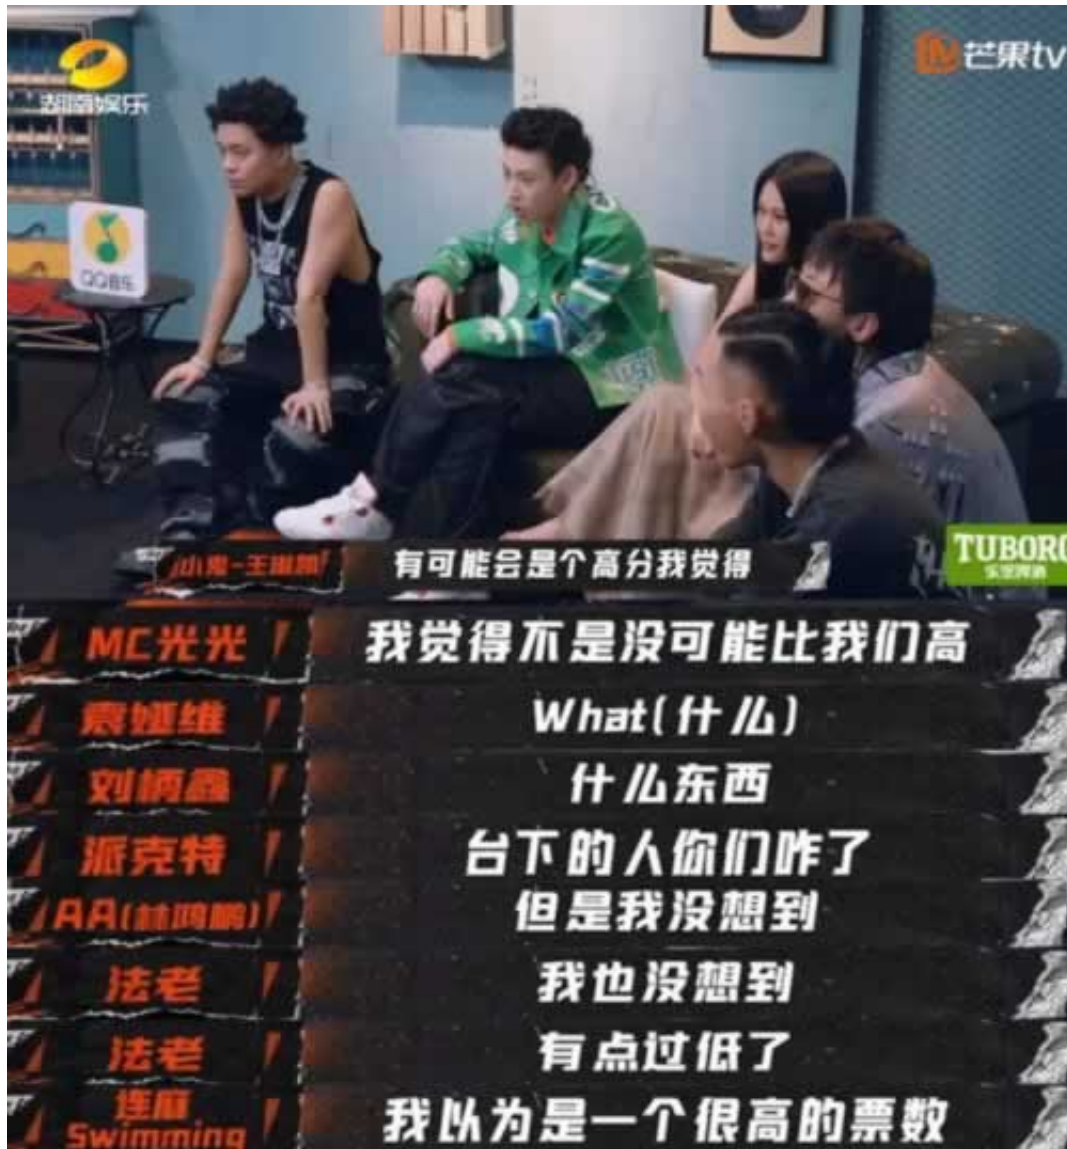 湖南娱乐
芒果tv
QQ音乐
TUBORG
乐堡啤酒
小鬼-王琳凯
有可能会是个高分我觉得
MC光光
我觉得不是没可能比我们高
袁娅维
What(什么)
刘柄鑫
什么东西
派克特
台下的人你们咋了
AA(林鸿鹏)
但是我没想到
法老
我也没想到
法老
有点过低了
连麻
Swimming
我以为是一个很高的票数